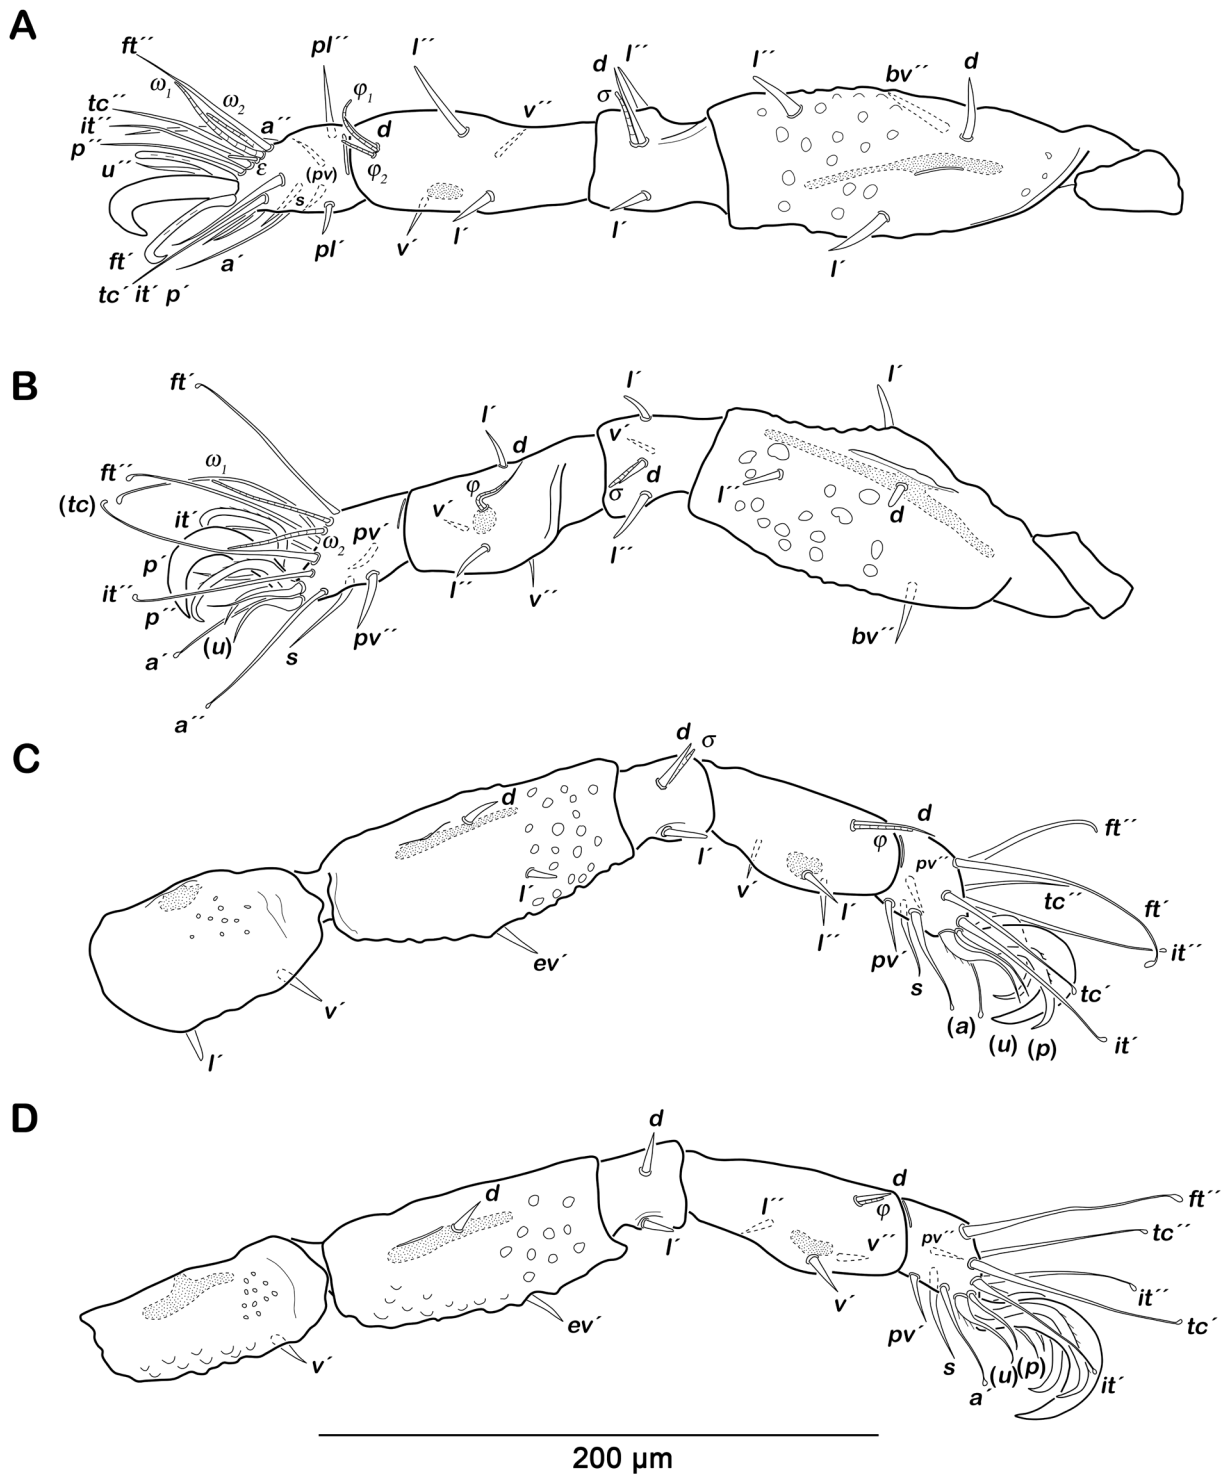 A
ft´´ pl´´ l´´ d l´´ l´´ bv´´ d
ω1 ω2 φ1 σ
tc´´ a´´ d v´´
it´´
p´´ ε (pv) φ2
u´´ s
ft´ a´ pl´ v´ l´ l´ l´
tc´ it´ p´
B
ft´ l´ d l´ l´
ft´´ ω1 φ v´
(tc) it´ v´ σ d l´´ d
p´ ω2 pv´ l´´
it´´ l´´ v´´
p´´
a´ (u) s pv´´ bv´´
a´´
C
d σ
d d ft´´
φ pv´´
l´ l´ v´ tc´´ ft´
l´ l´´ it´´
ev´ pv´ s tc´
v´ (a) (u) (p) it´
l´
D
d
d l´´ d φ ft´´
v´´ pv´´ tc´´
l´ it´´
ev´ v´ pv´ tc´
v´ s a´ (u) (p) it´
200 µm